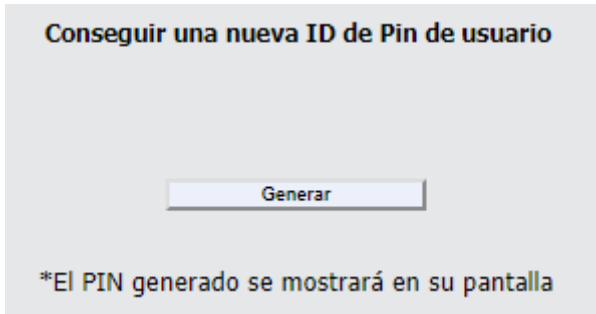 Conseguir una nueva ID de Pin de usuario
Generar
*El PIN generado se mostrará en su pantalla